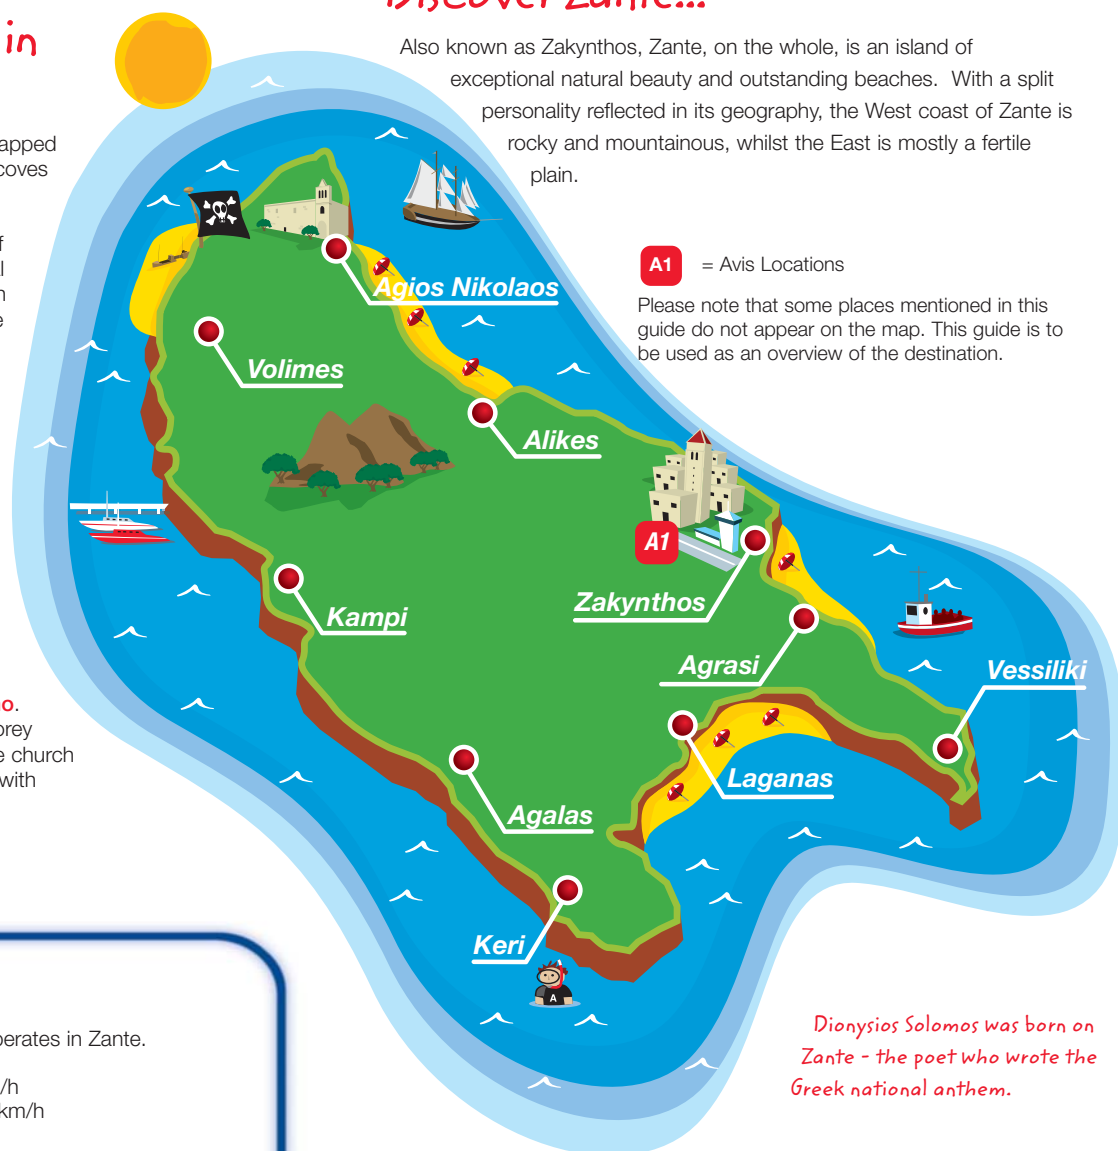 in
coves
Discover Zante...
Also known as Zakynthos, Zante, on the whole, is an island of
exceptional natural beauty and outstanding beaches. With a split
personality reflected in its geography, the West coast of Zante is
rocky and mountainous, whilst the East is mostly a fertile
plain.
A1 = Avis Locations
Please note that some places mentioned in this
guide do not appear on the map. This guide is to
be used as an overview of the destination.
Agios Nikolaos
Volimes
Alikes
A1
Zakynthos
Kampi
Agrasi
Vessiliki
Laganas
Agalas
Keri
A
church
with
in Zante.
/h
km/h
Dionysios Solomos was born on
Zante - the poet who wrote the
Greek national anthem.